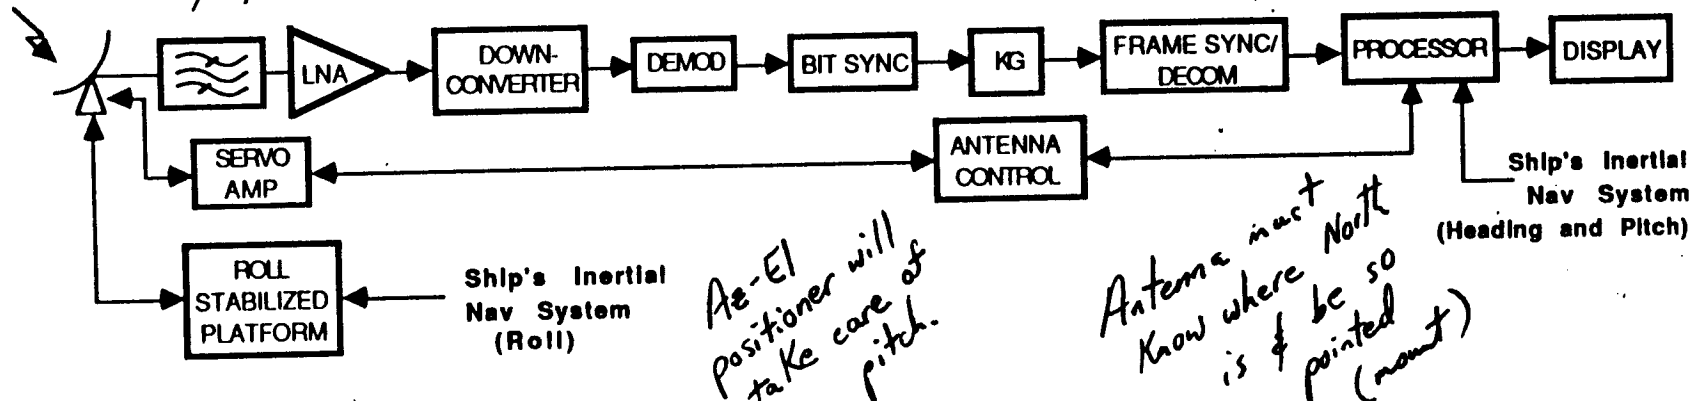 LNA
DOWN-
CONVERTER
DEMOD
BIT SYNC
KG
FRAME SYNC/
DECOM
PROCESSOR
DISPLAY
SERVO
AMP
ANTENNA
CONTROL
Ship's Inertial
Nav System
(Heading and Pitch)
ROLL
STABILIZED
PLATFORM
Ship's Inertial
Nav System
(Roll)
Az-El
positioner will
take care of
pitch.
Antenna must
know where North
is & be so
pointed
(mount)